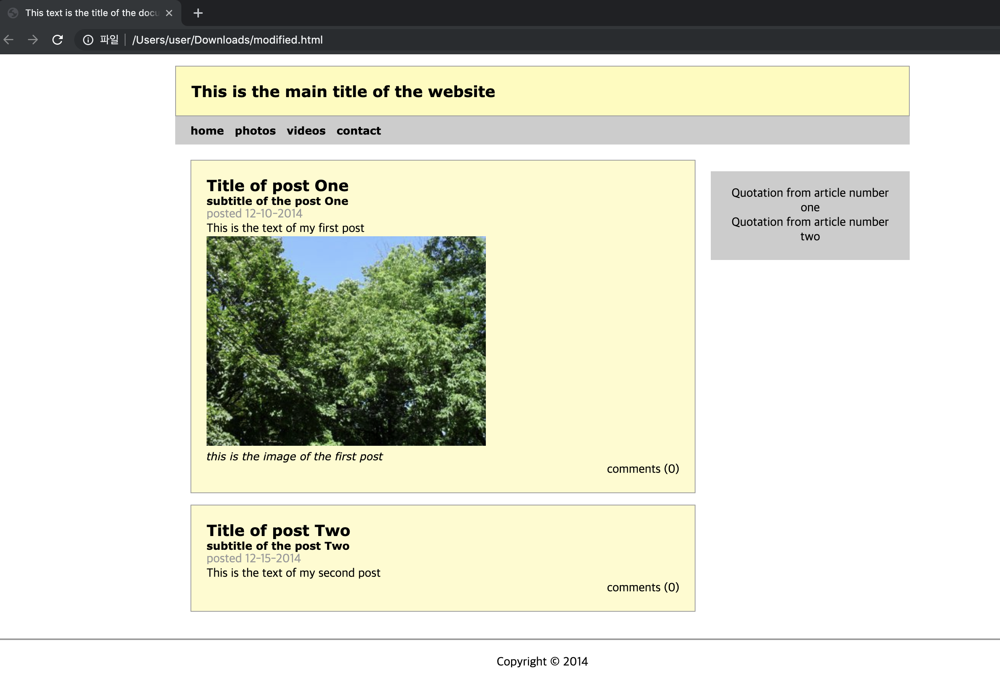 This text is the title of the docu
파일 /Users/user/Downloads/modified.html
This is the main title of the website
home photos videos contact
Title of post One
subtitle of the post One
posted 12-10-2014
This is the text of my first post
this is the image of the first post
comments (0)
Quotation from article number
one
Quotation from article number
two
Title of post Two
subtitle of the post Two
posted 12-15-2014
This is the text of my second post
comments (0)
Copyright © 2014